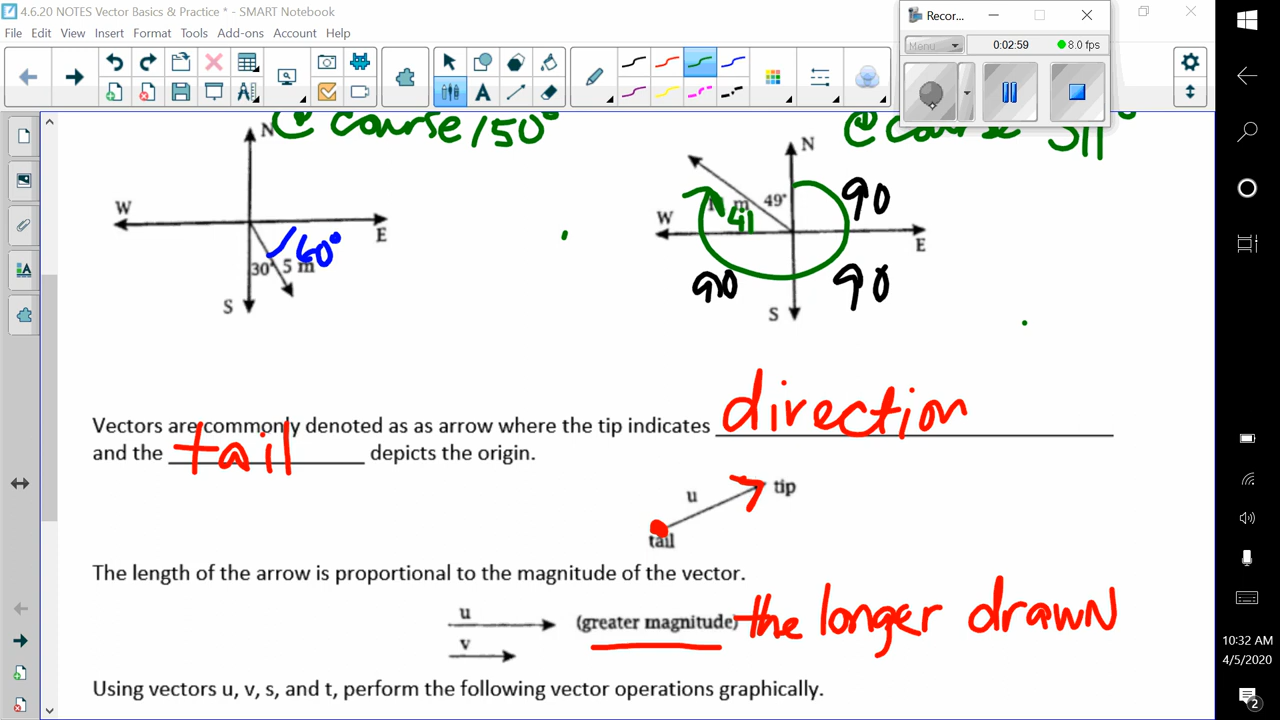 4.6.20 NOTES Vector Basics & Practice * - SMART Notebook
Recor...
File Edit View Insert Format Tools Add-ons Account Help
Menu
0:02:59
8.0 fps
@ course 150°
@ course 311°
N
W
E
60°
30° 5 m
S
N
90
49°
m
W
41
E
90
90
S
direction
Vectors are commonly denoted as as arrow where the tip indicates
and the tail depicts the origin.
u
tip
tail
The length of the arrow is proportional to the magnitude of the vector.
u
(greater magnitude) the longer drawn
v
Using vectors u, v, s, and t, perform the following vector operations graphically.
10:32 AM
4/5/2020
2